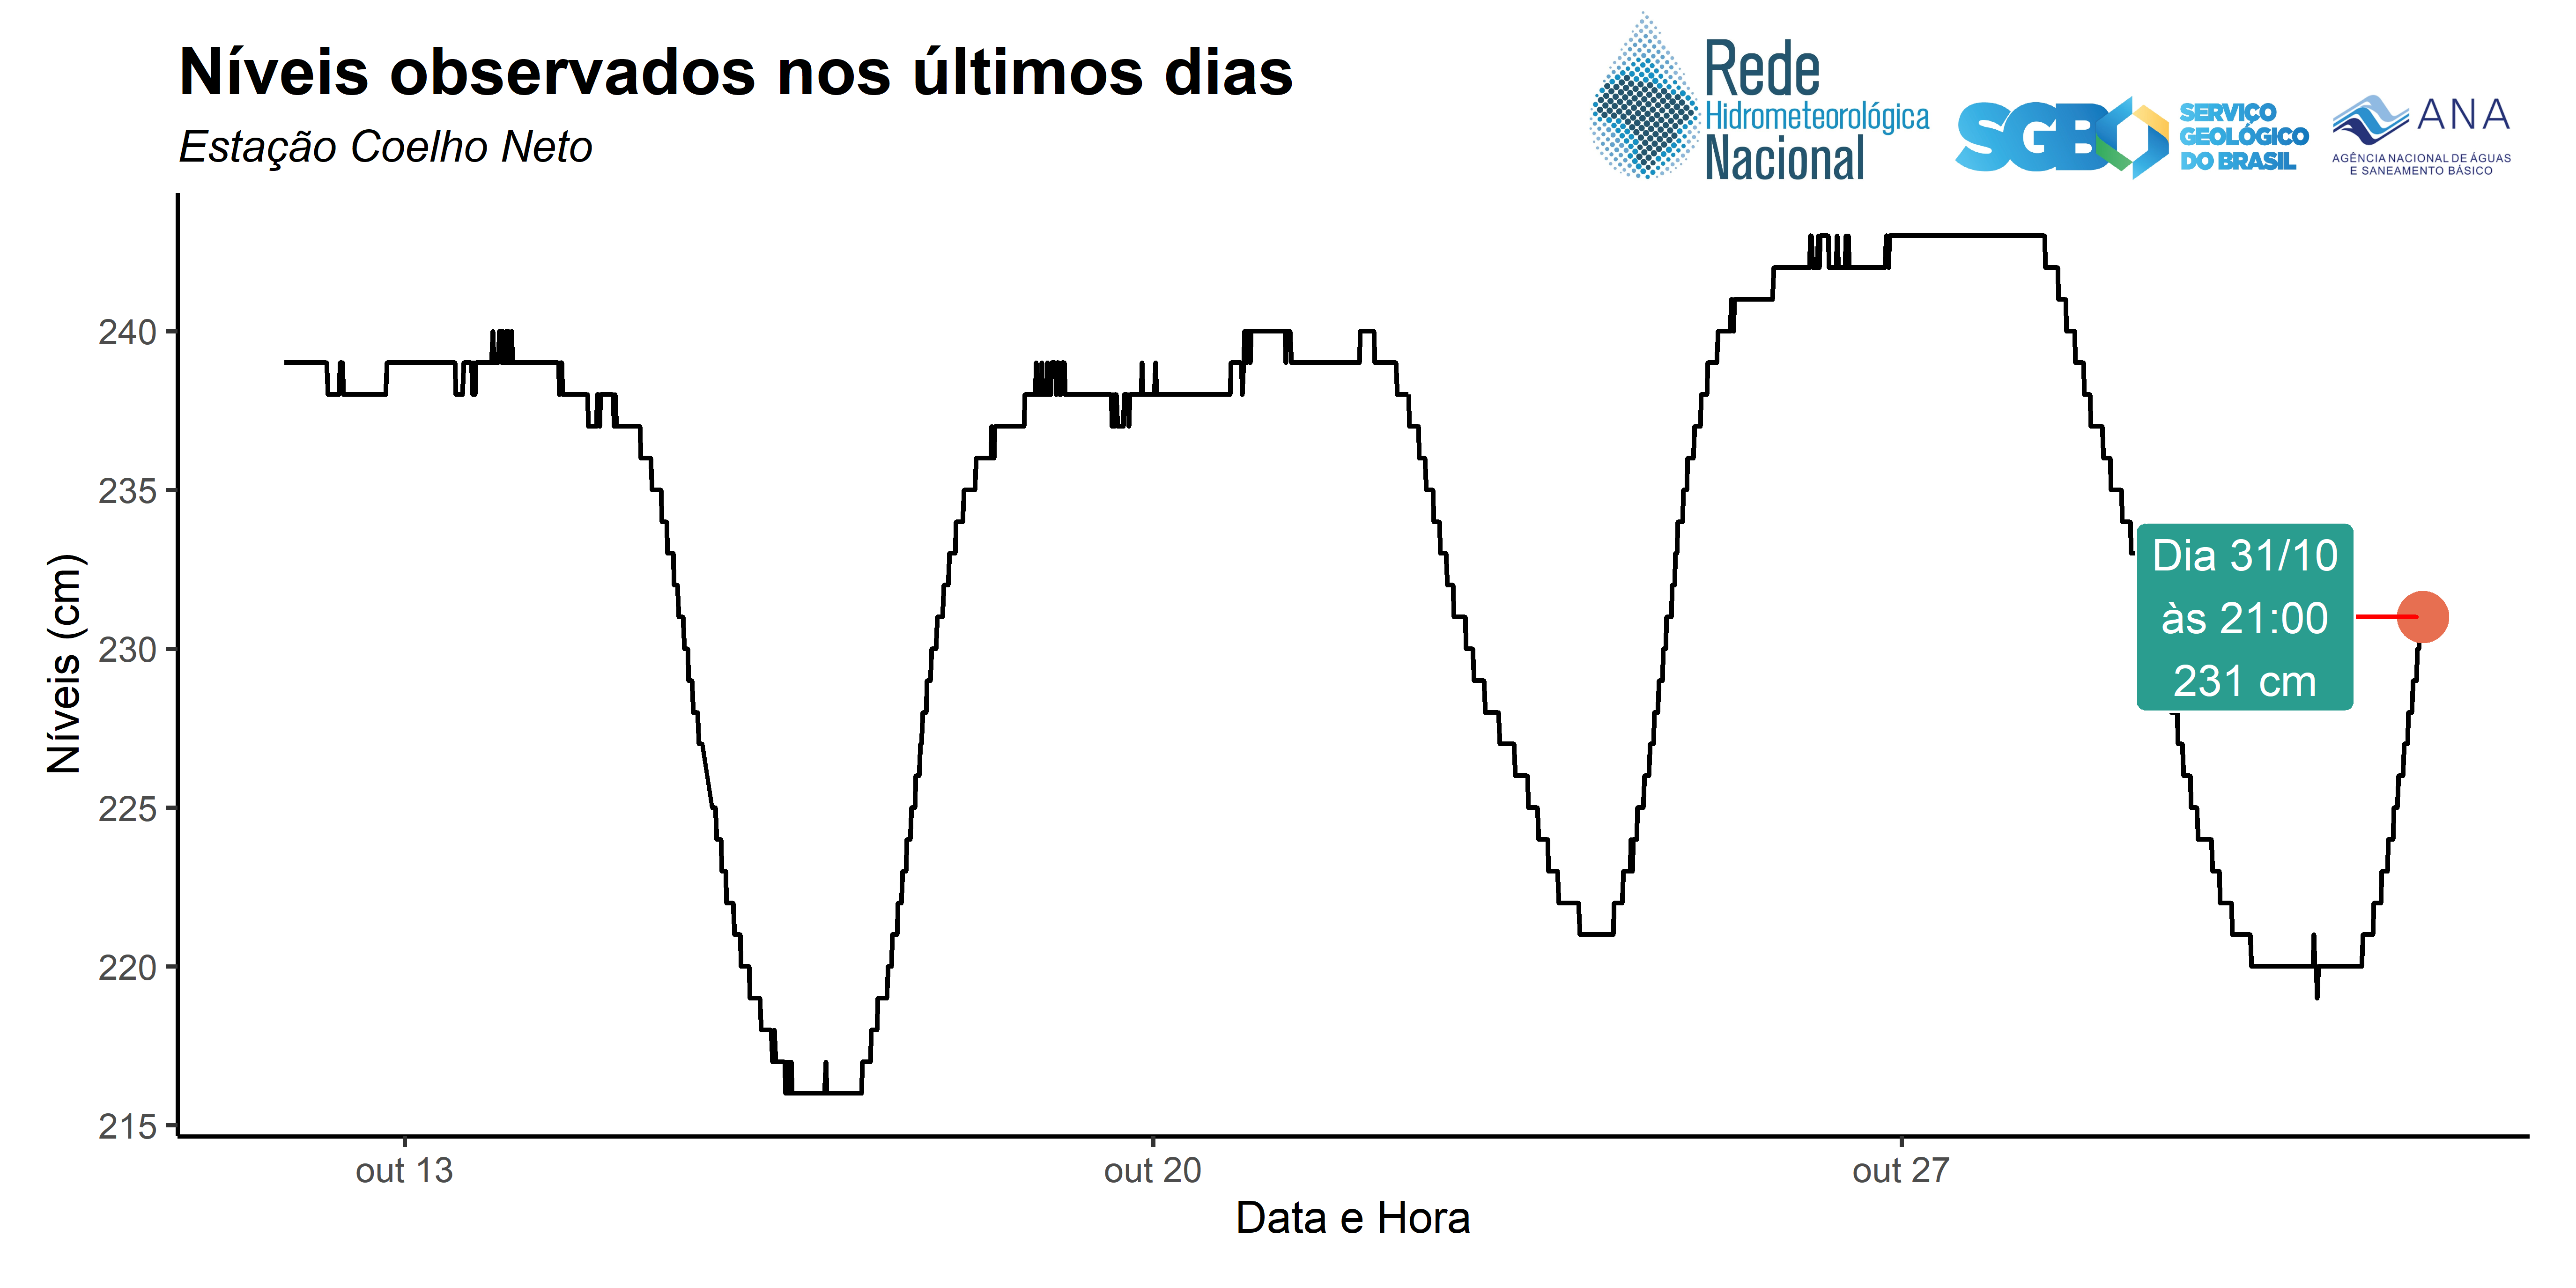 Níveis observados nos últimos dias
Estação Coelho Neto
Rede
Hidrometeorológica
Nacional
SGB
SERVIÇO
GEOLÓGICO
DO BRASIL
ANA
AGÊNCIA NACIONAL DE ÁGUAS
E SANEAMENTO BÁSICO
Níveis (cm)
240
235
230
225
220
215
Dia 31/10
às 21:00
231 cm
out 13
out 20
out 27
Data e Hora